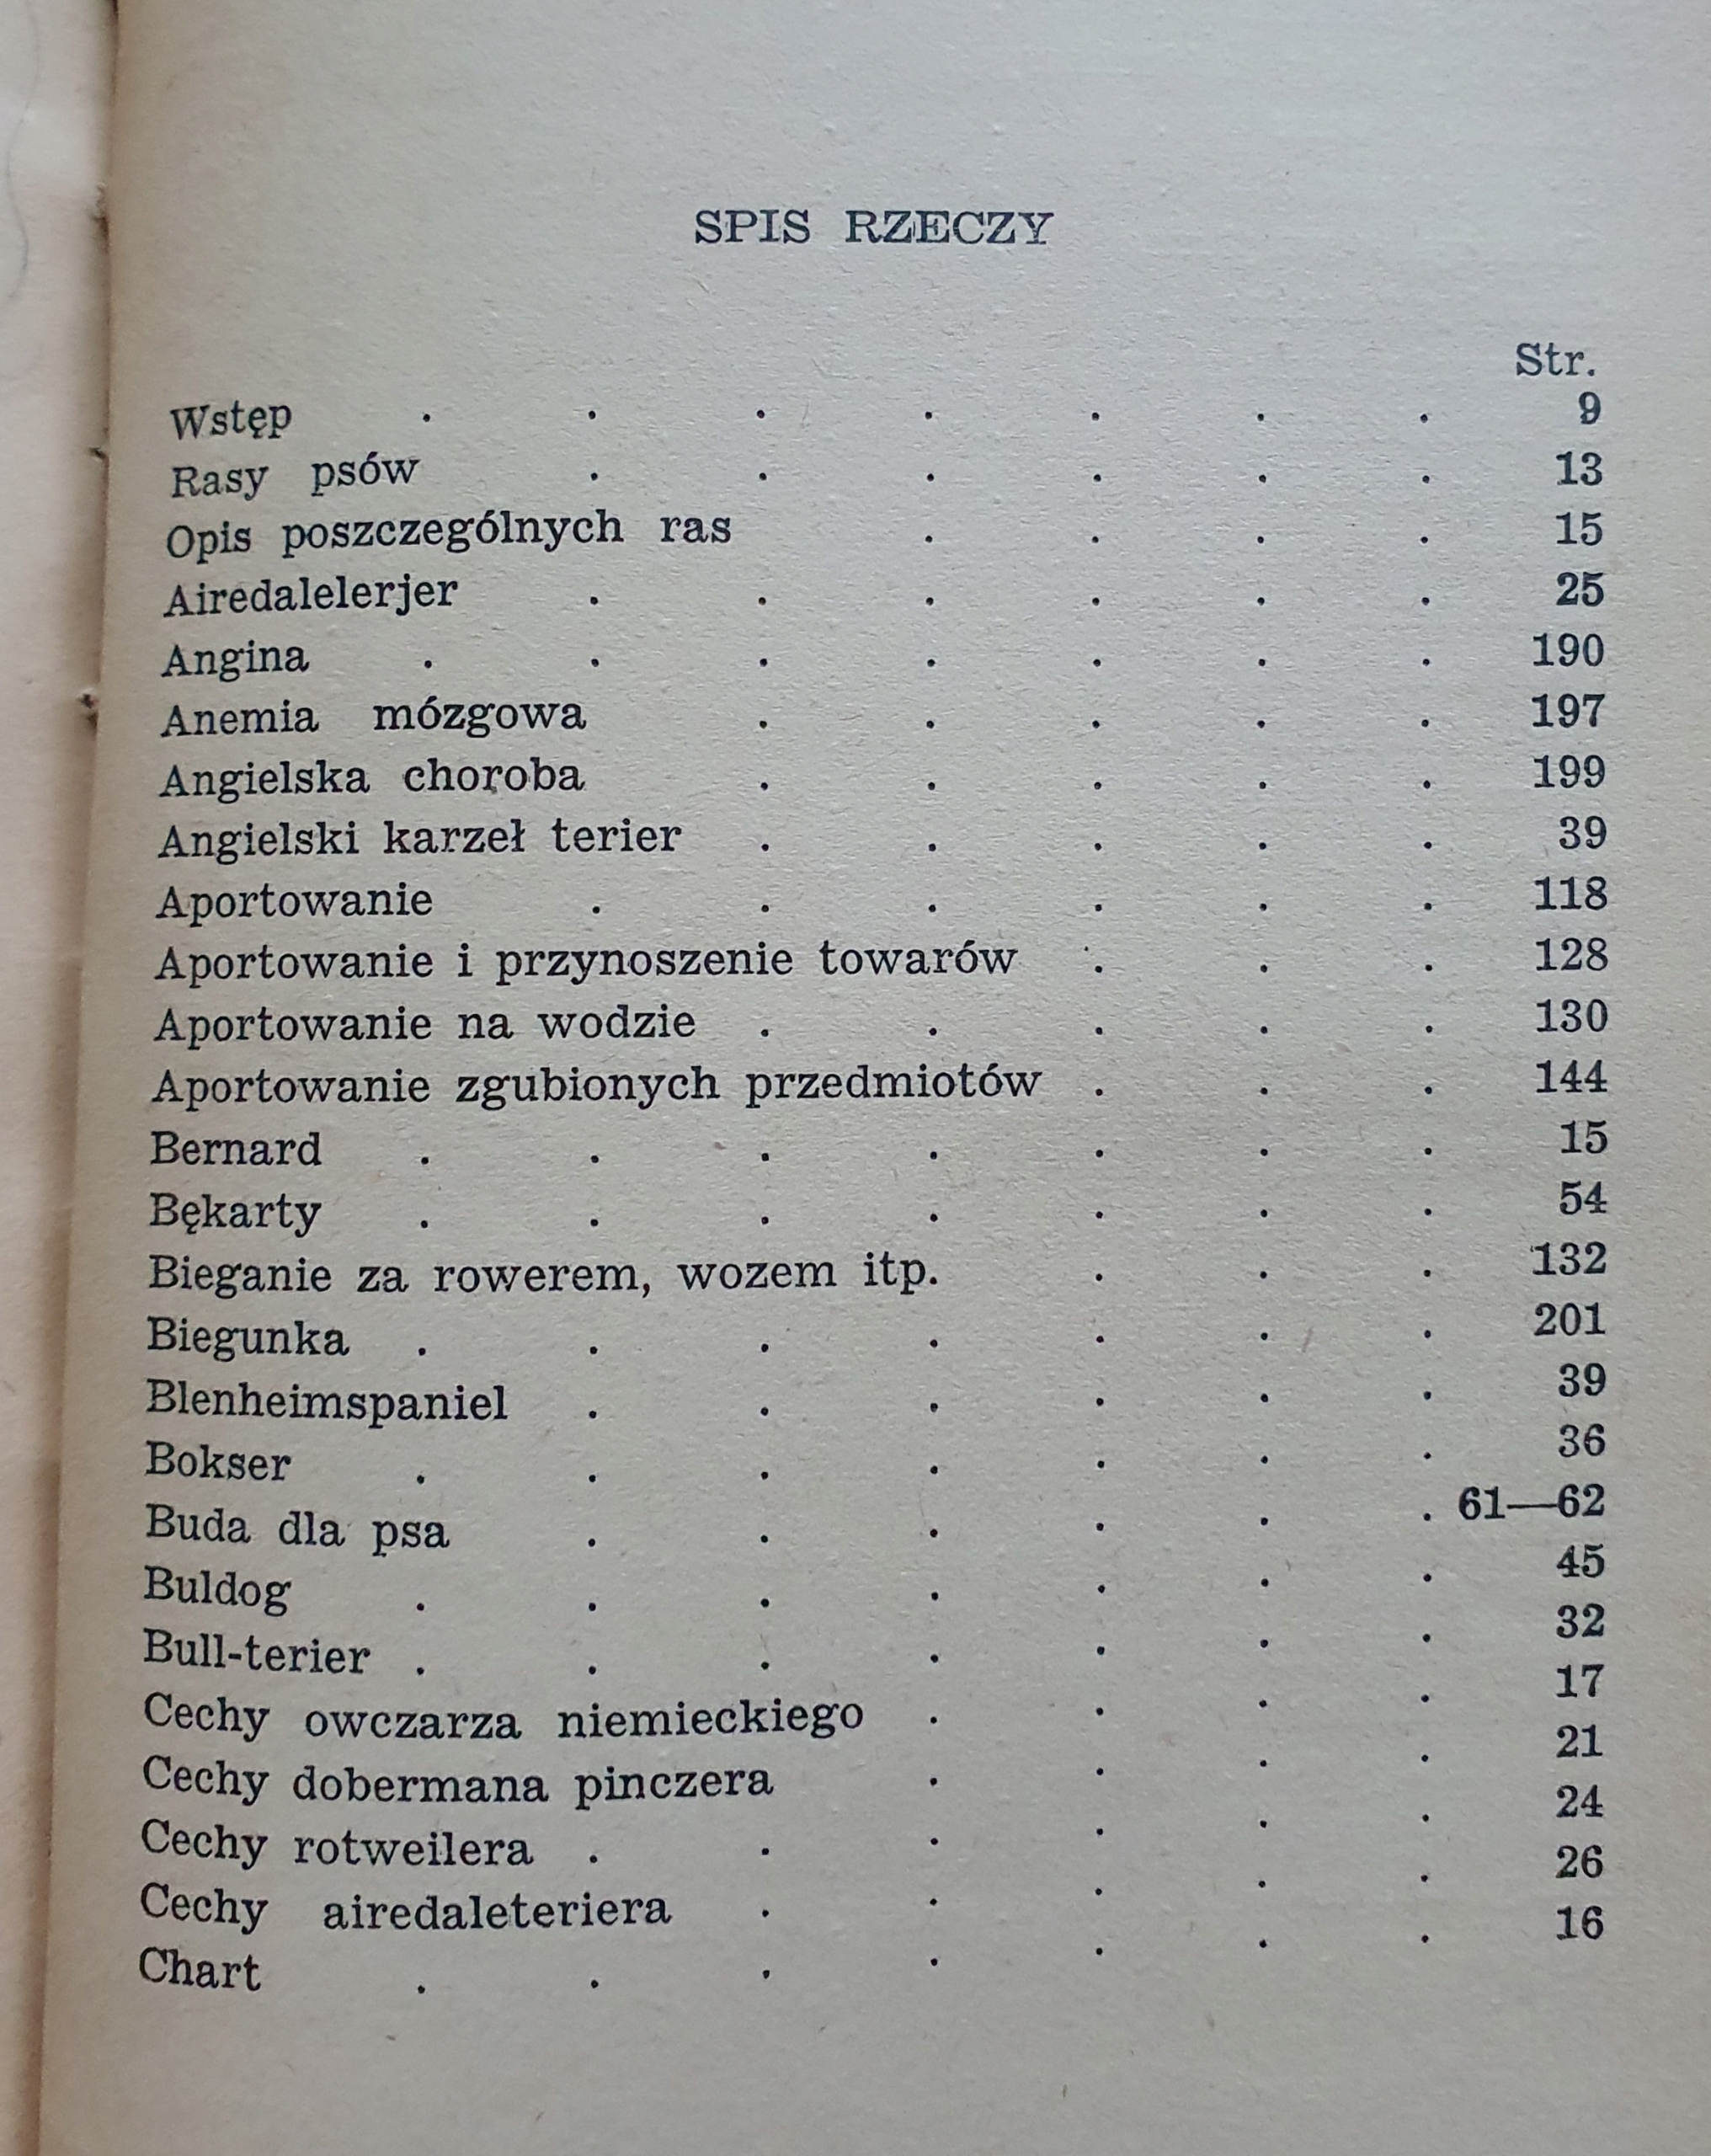 SPIS RZECZY
Str.
Wstęp . . . . . . . 9
Rasy psów . . . . . . 13
Opis poszczególnych ras . . . . 15
Airedalelerjer . . . . . . 25
Angina . . . . . . . 190
Anemia mózgowa . . . . . 197
Angielska choroba . . . . . 199
Angielski karzeł terier . . . . . 39
Aportowanie . . . . . . 118
Aportowanie i przynoszenie towarów . . . 128
Aportowanie na wodzie . . . . . 130
Aportowanie zgubionych przedmiotów . . . 144
Bernard . . . . . . . 15
Bękarty . . . . . . . 54
Bieganie za rowerem, wozem itp. . . . 132
Biegunka . . . . . . . 201
Blenheimspaniel . . . . . . 39
Bokser . . . . . . . 36
Buda dla psa . . . . . . 61—62
Buldog . . . . . . . 45
Bull-terier . . . . . . . 32
Cechy owczarza niemieckiego . . . . 17
Cechy dobermana pinczera . . . . 21
Cechy rotweilera . . . . . . 24
Cechy airedaleteriera . . . . . 26
Chart . . . . . . . 16